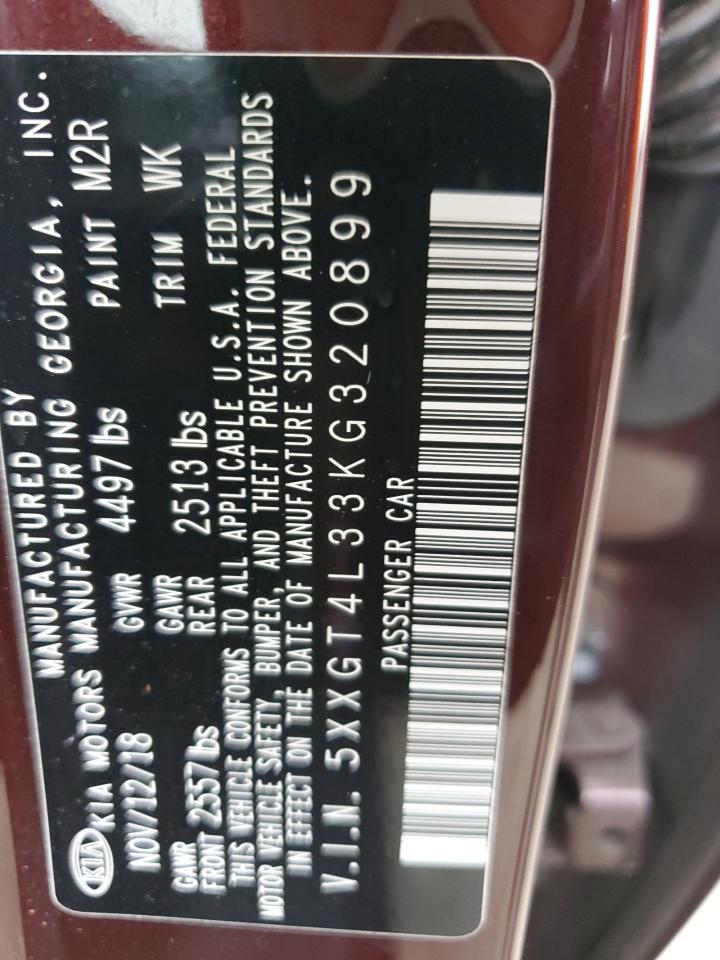 KIA
MANUFACTURED BY
KIA MOTORS MANUFACTURING GEORGIA, INC.
NOV/12/18 GVWR 4497 lbs PAINT M2R
GAWR FRONT 2557 lbs GAWR REAR 2513 lbs TRIM WK
THIS VEHICLE CONFORMS TO ALL APPLICABLE U.S.A. FEDERAL
MOTOR VEHICLE SAFETY, BUMPER, AND THEFT PREVENTION STANDARDS
IN EFFECT ON THE DATE OF MANUFACTURE SHOWN ABOVE.
V.I.N. 5XXGT4L33KG320899
PASSENGER CAR